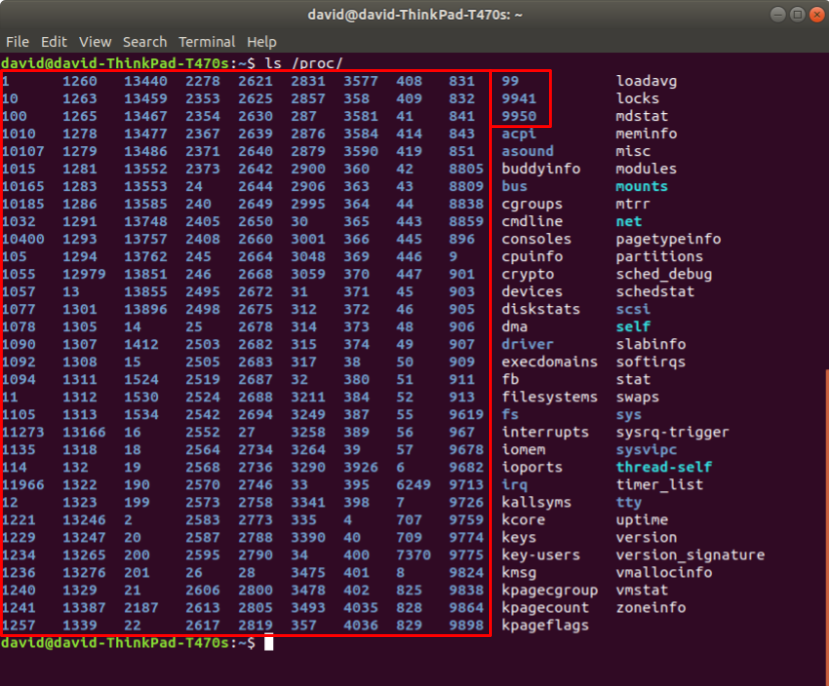 david@david-ThinkPad-T470s: ~
File Edit View Search Terminal Help
david@david-ThinkPad-T470s:~$ ls /proc/
1 1260 13440 2278 2621 2831 3577 408 831 99 loadavg
10 1263 13459 2353 2625 2857 358 409 832 9941 locks
100 1265 13467 2354 2630 287 3581 41 841 9950 mdstat
1010 1278 13477 2367 2639 2876 3584 414 843 acpi meminfo
10107 1279 13486 2371 2640 2879 3590 419 851 asound misc
1015 1281 13552 2373 2642 2900 360 42 8805 buddyinfo modules
10165 1283 13553 24 2644 2906 363 43 8809 bus mounts
10185 1286 13585 240 2649 2995 364 44 8838 cgroups mtrr
1032 1291 13748 2405 2650 30 365 443 8859 cmdline net
10400 1293 13757 2408 2660 3001 366 445 896 consoles pagetypeinfo
105 1294 13762 245 2664 3048 369 446 9 cpuinfo partitions
1055 12979 13851 246 2668 3059 370 447 901 crypto sched_debug
1057 13 13855 2495 2672 31 371 45 903 devices schedstat
1077 1301 13896 2498 2675 312 372 46 905 diskstats scsi
1078 1305 14 25 2678 314 373 48 906 dma self
1090 1307 1412 2503 2682 315 374 49 907 driver slabinfo
1092 1308 15 2505 2683 317 38 50 909 execdomains softirqs
1094 1311 1524 2519 2687 32 380 51 911 fb stat
11 1312 1530 2524 2688 3211 384 52 913 filesystems swaps
1105 1313 1534 2542 2694 3249 387 55 9619 fs sys
11273 13166 16 2552 27 3258 389 56 967 interrupts sysrq-trigger
1135 1318 18 2564 2734 3264 39 57 9678 iomem sysvipc
114 132 19 2568 2736 3290 3926 6 9682 ioports thread-self
11966 1322 190 2570 2746 33 395 6249 9713 irq timer_list
12 1323 199 2573 2758 3341 398 7 9726 kallsyms tty
1221 13246 2 2583 2773 335 4 707 9759 kcore uptime
1229 13247 20 2587 2788 3390 40 709 9774 keys version
1234 13265 200 2595 2790 34 400 7370 9775 key-users version_signature
1236 13276 201 26 28 3475 401 8 9824 kmsg vmallocinfo
1240 1329 21 2606 2800 3478 402 825 9838 kpagecgroup vmstat
1241 13387 2187 2613 2805 3493 4035 828 9864 kpagecount zoneinfo
1257 1339 22 2617 2819 357 4036 829 9898 kpageflags
david@david-ThinkPad-T470s:~$